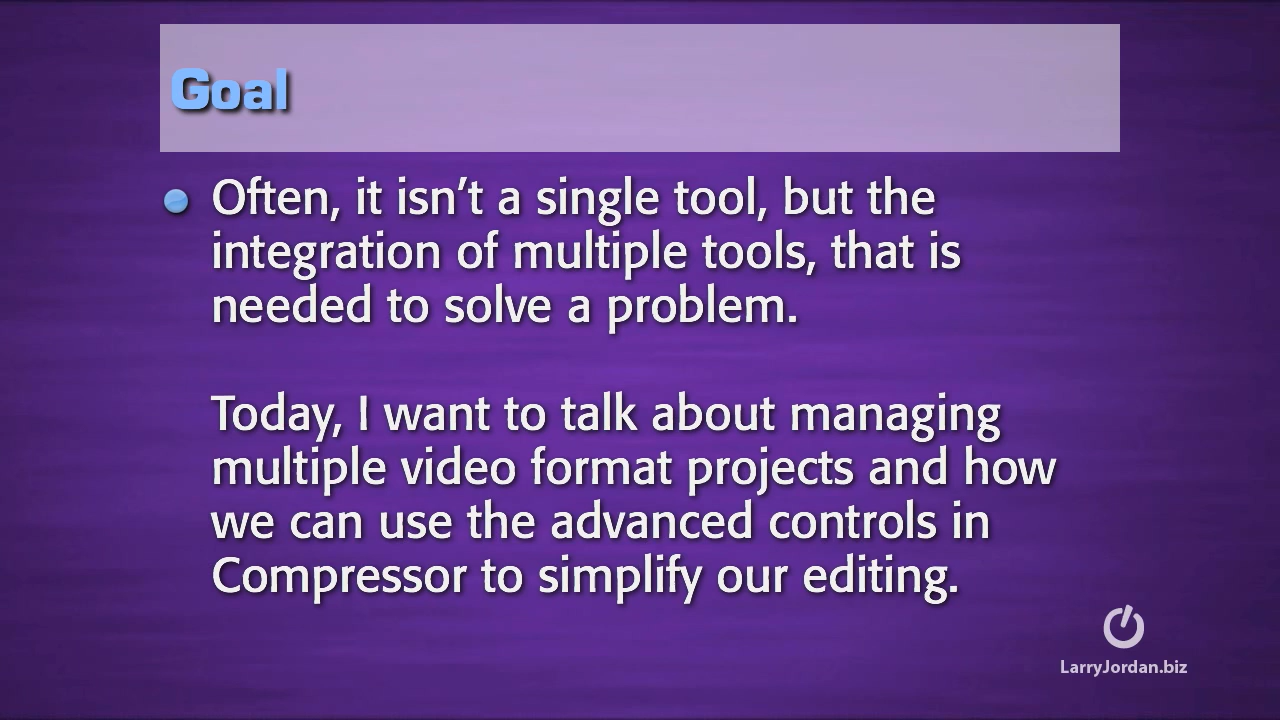 Goal
Often, it isn’t a single tool, but the
integration of multiple tools, that is
needed to solve a problem.
Today, I want to talk about managing
multiple video format projects and how
we can use the advanced controls in
Compressor to simplify our editing.
LarryJordan.biz